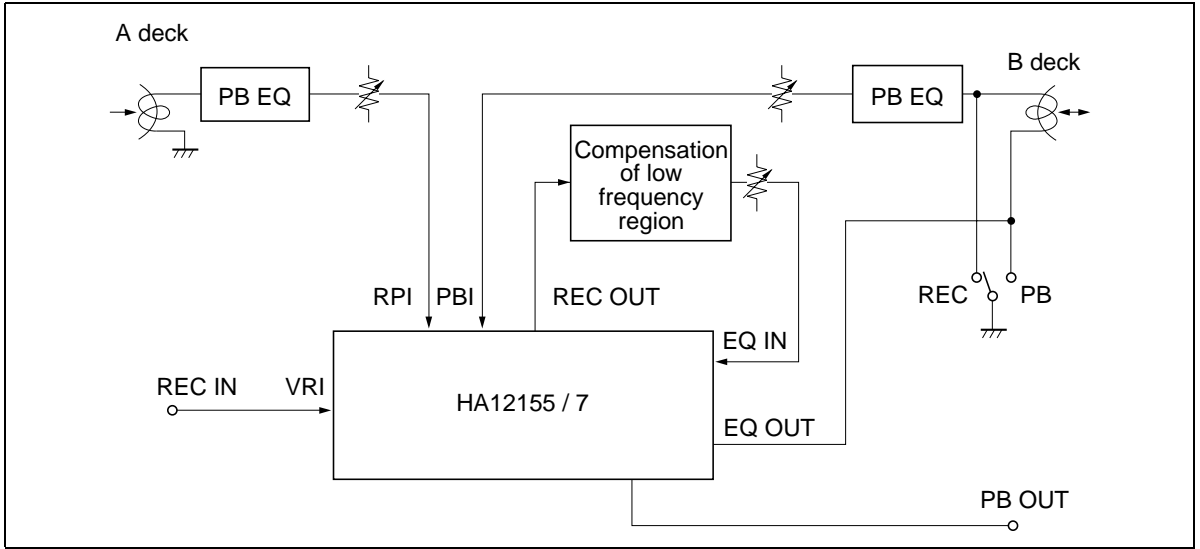 A deck
B deck
PB EQ
PB EQ
Compensation
of low
frequency
region
RPI
PBI
REC OUT
REC
PB
EQ IN
REC IN
VRI
HA12155 / 7
EQ OUT
PB OUT